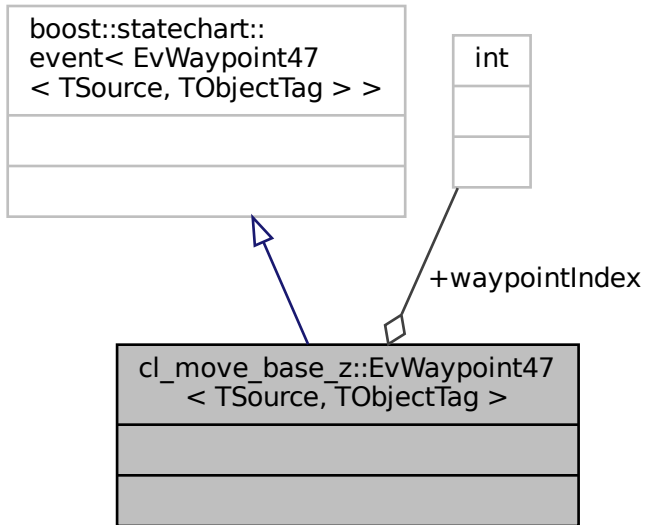 boost::statechart::
event< EvWaypoint47
< TSource, TObjectTag > >
int
+waypointIndex
cl_move_base_z::EvWaypoint47
< TSource, TObjectTag >